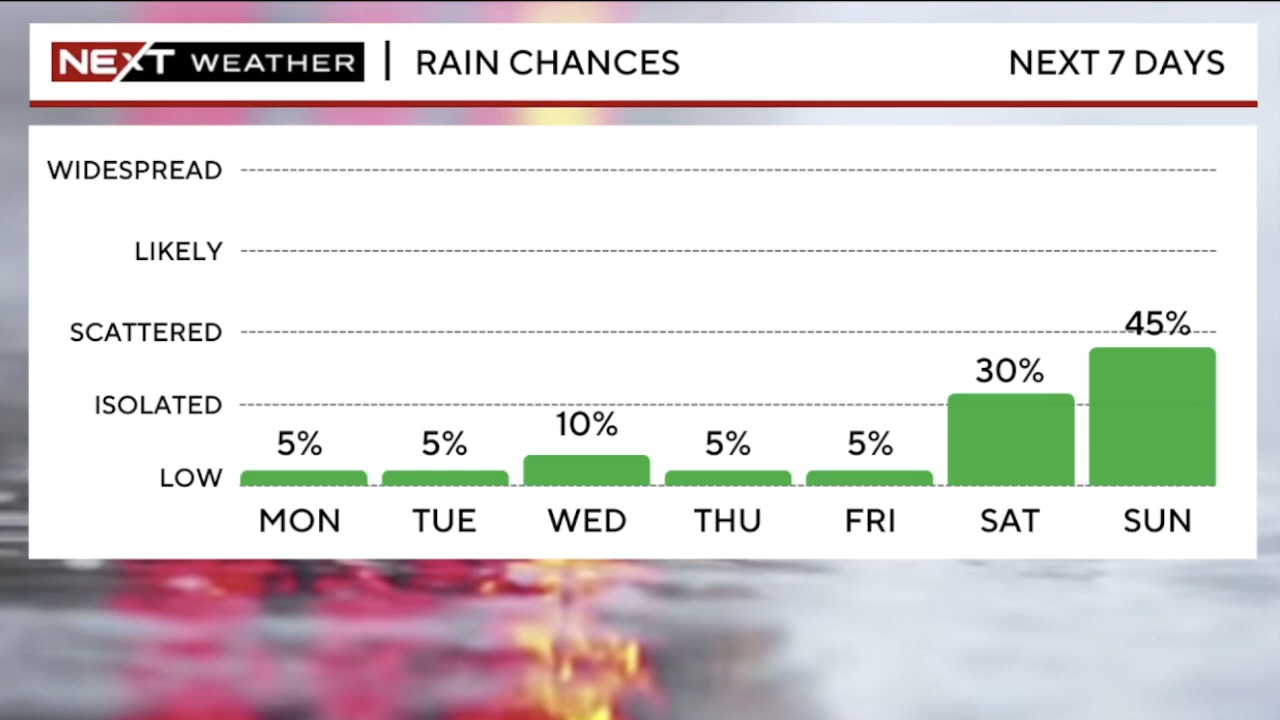 NEXT WEATHER | RAIN CHANCES NEXT 7 DAYS
WIDESPREAD
LIKELY
SCATTERED
ISOLATED
LOW
5% 5% 10% 5% 5% 30% 45%
MON TUE WED THU FRI SAT SUN